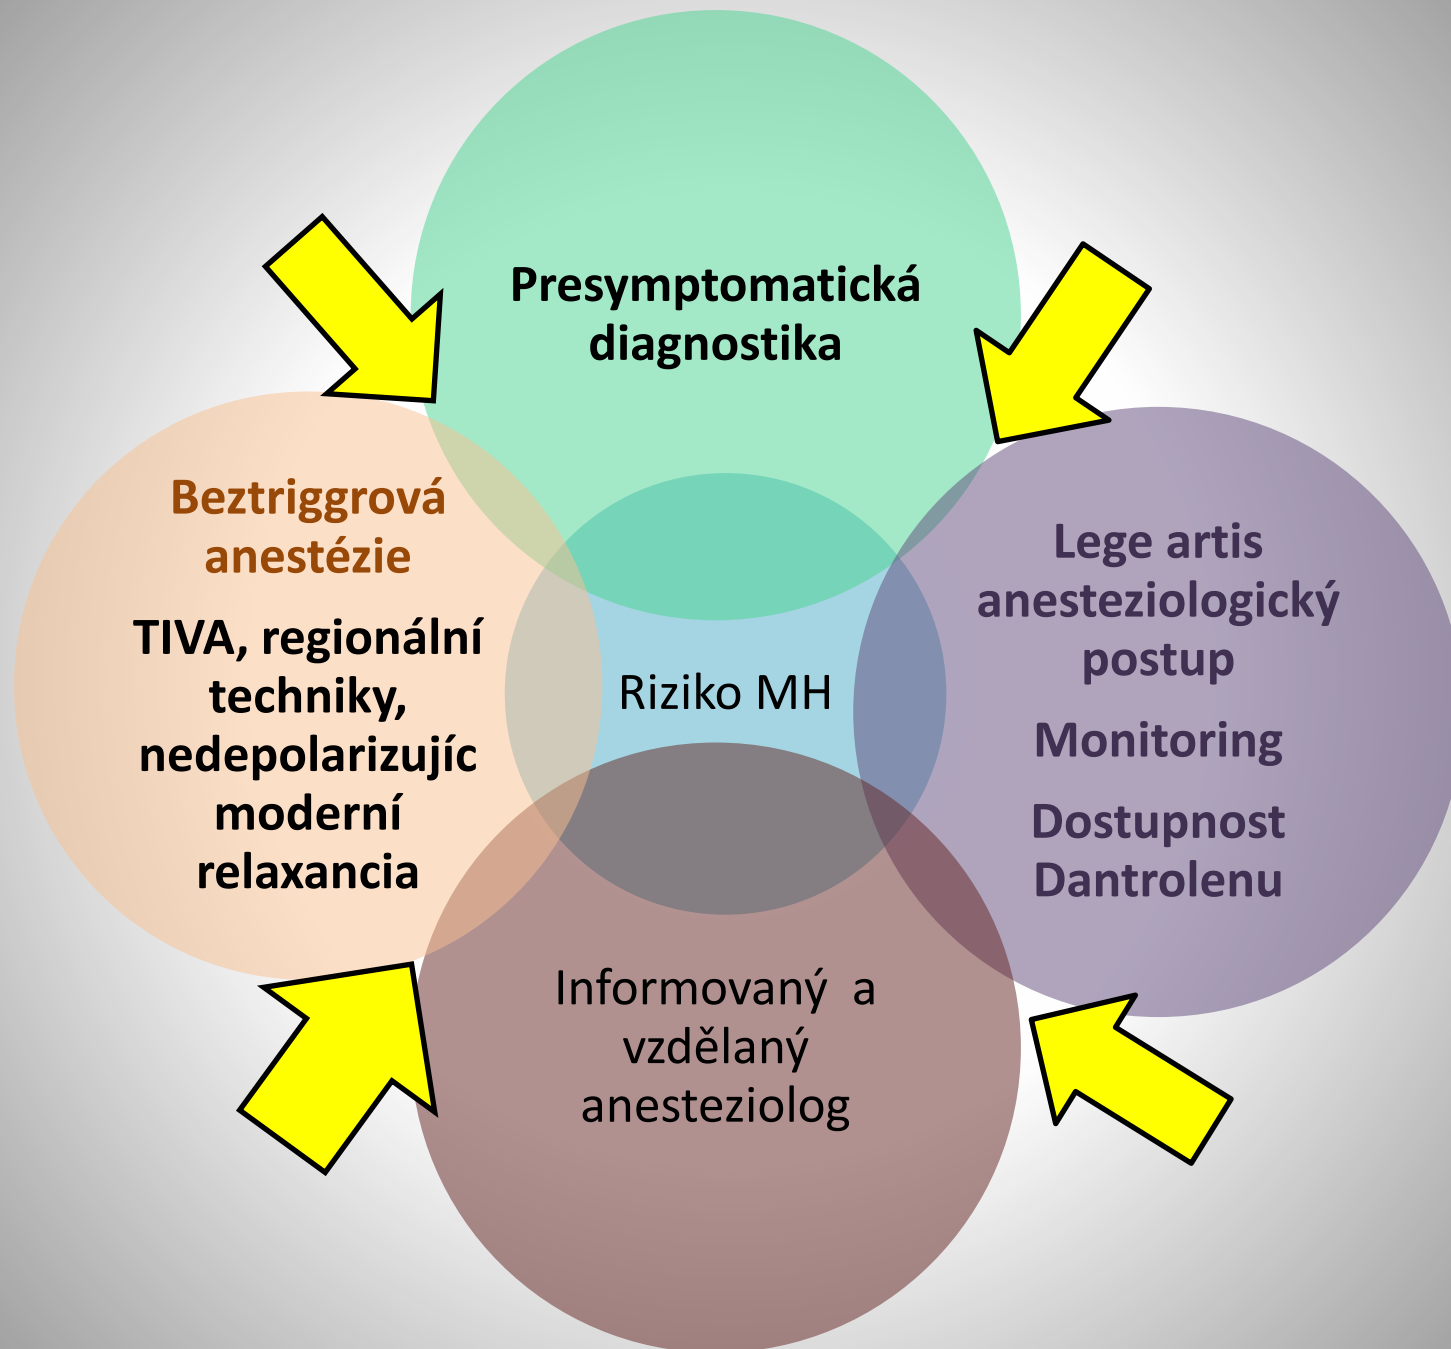 Presymptomatická
diagnostika
Beztriggrová
anestézie
TIVA, regionální
techniky,
nedepolarizujíc
moderní
relaxancia
Riziko MH
Lege artis
anesteziologický
postup
Monitoring
Dostupnost
Dantrolenu
Informovaný a
vzdělaný
anesteziolog